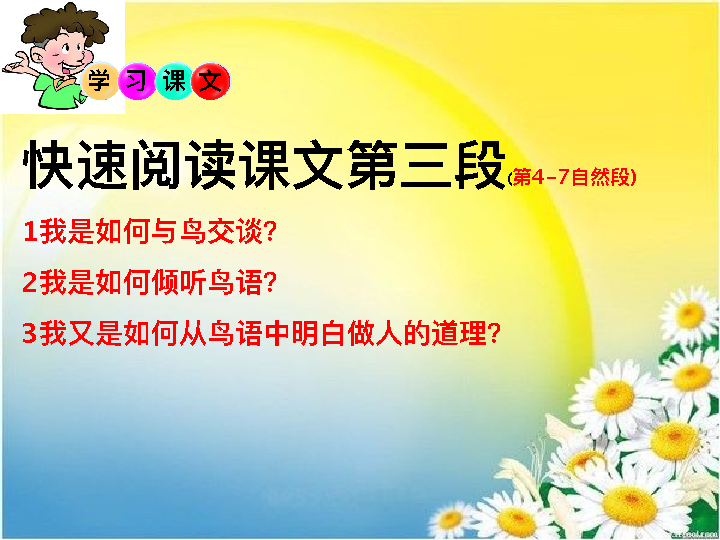 学习课文
快速阅读课文第三段(第4-7自然段)
1我是如何与鸟交谈?
2我是如何倾听鸟语?
3我又是如何从鸟语中明白做人的道理?